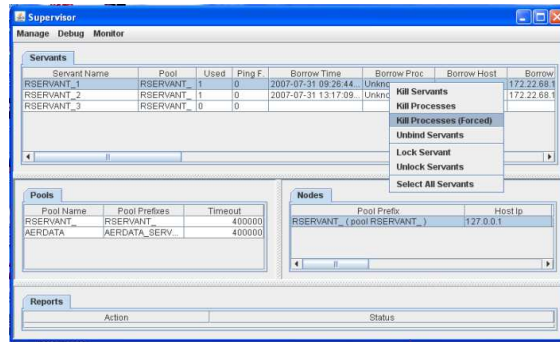 Supervisor
Manage Debug Monitor
Servants
Servant Name Pool Used Ping F. Borrow Time Borrow Proc Borrow Host Borrow
RSERVANT_1 RSERVANT_ 1 0 2007-07-31 09:26:44... 172.22.68.1
RSERVANT_2 RSERVANT_ 1 0 2007-07-31 13:17:09... 172.22.68.1
RSERVANT_3 RSERVANT_ 0 0
Kill Servants
Kill Processes
Kill Processes (Forced)
Unbind Servants
Lock Servant
Unlock Servants
Select All Servants
Pools
Pool Name Pool Prefixes Timeout
RSERVANT_ RSERVANT_ 400000
AERDATA AERDATA_SERV... 400000
Nodes
Pool Prefix Host Ip
RSERVANT_ ( pool RSERVANT_ ) 127.0.0.1
Reports
Action Status